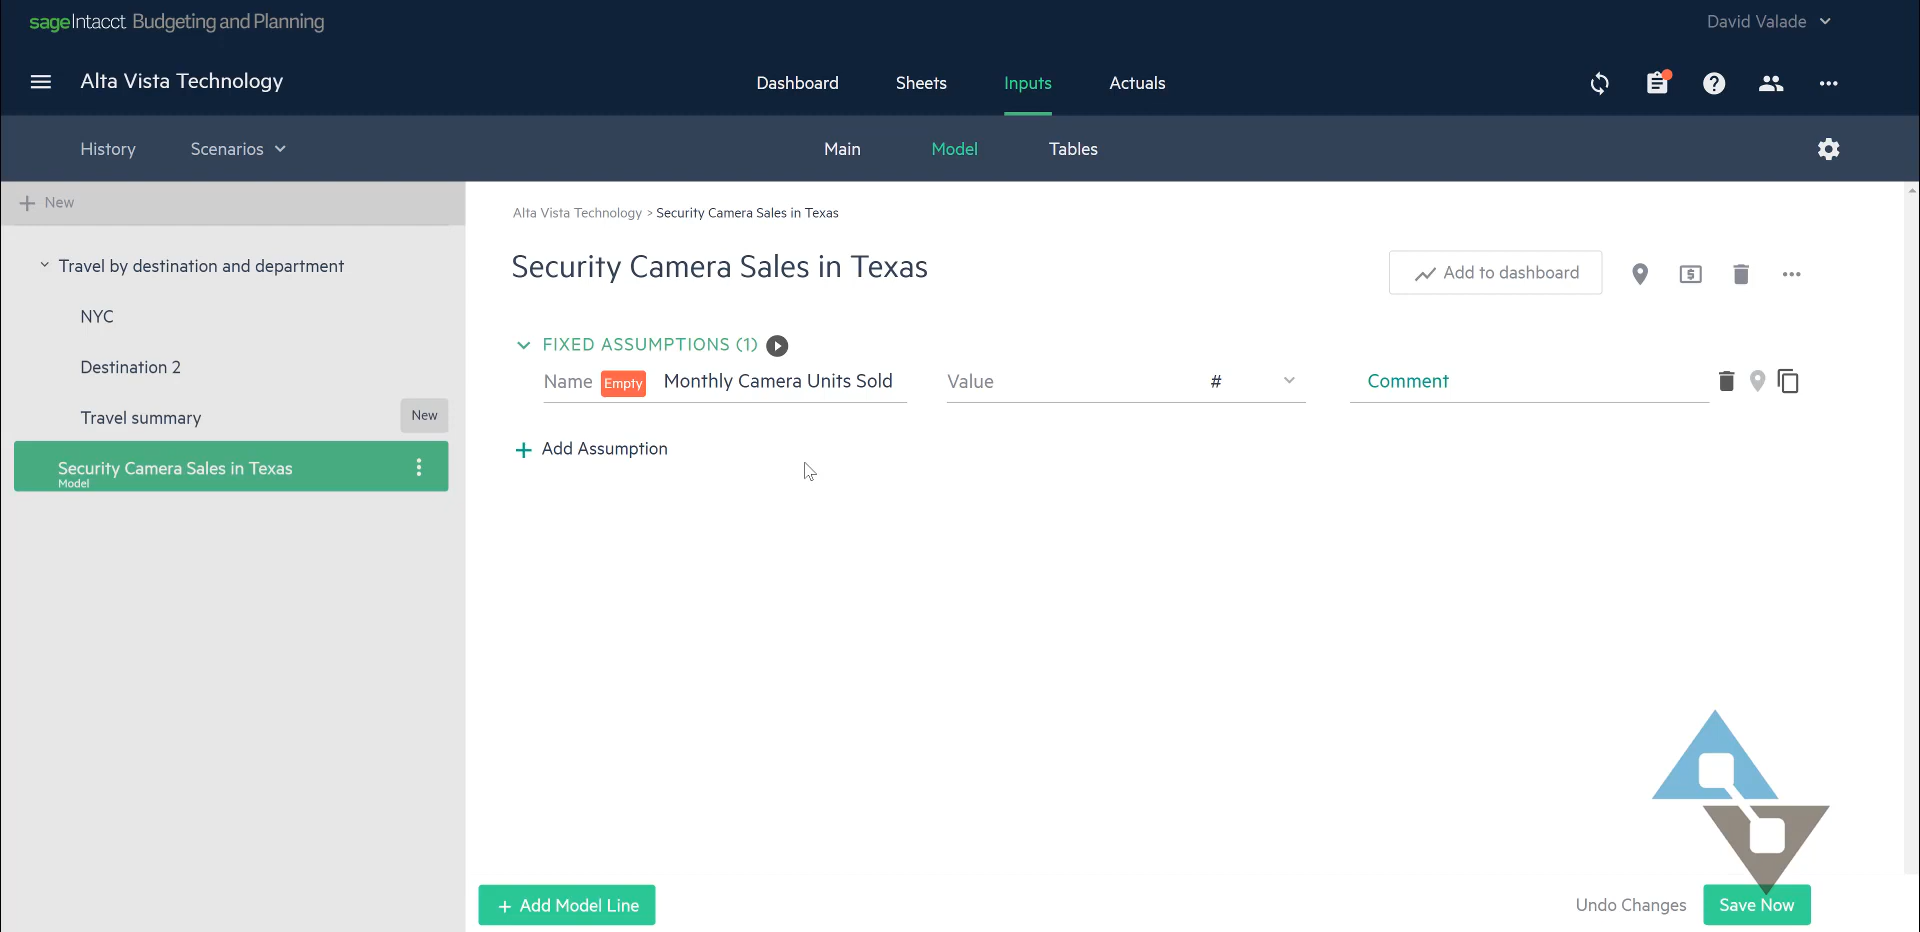 sage Intacct Budgeting and Planning
David Valade
Alta Vista Technology
Dashboard
Sheets
Inputs
Actuals
History
Scenarios
Main
Model
Tables
+ New
Alta Vista Technology > Security Camera Sales in Texas
Travel by destination and department
Security Camera Sales in Texas
Add to dashboard
NYC
FIXED ASSUMPTIONS (1)
Destination 2
Name Empty Monthly Camera Units Sold
Value
#
Comment
Travel summary
New
+ Add Assumption
Security Camera Sales in Texas
Model
+ Add Model Line
Undo Changes
Save Now